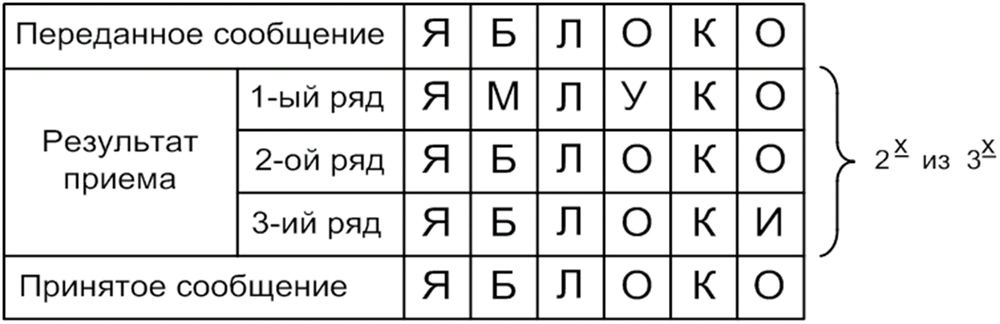 Переданное сообщение Я Б Л О К О
Результат приема
1-ый ряд Я М Л У К О
2-ой ряд Я Б Л О К О
3-ий ряд Я Б Л О К И
2х из 3х
Принятое сообщение Я Б Л О К О